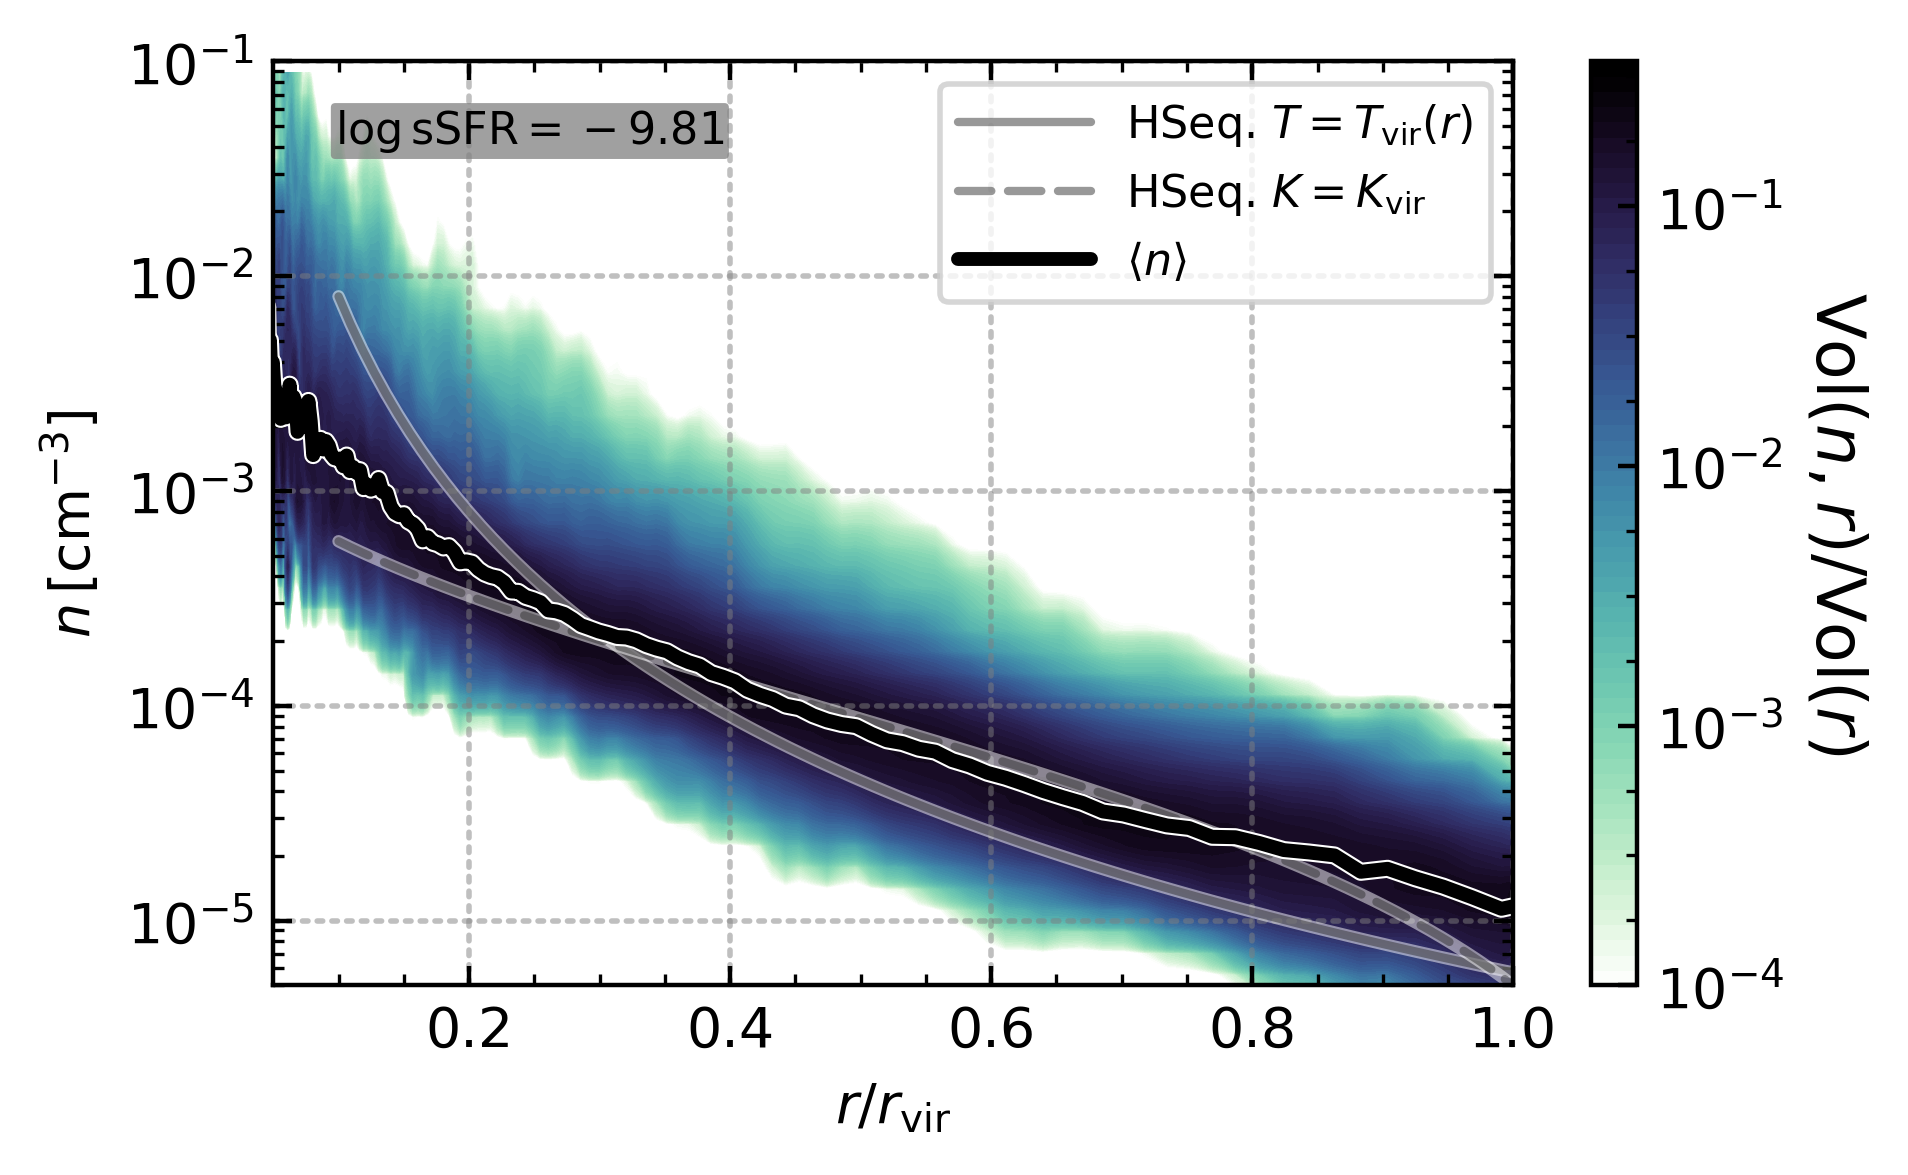 10⁻¹
10⁻²
10⁻³
10⁻⁴
10⁻⁵
n [cm⁻³]
log sSFR = −9.81
HSeq. T = T_vir(r)
HSeq. K = K_vir
⟨n⟩
0.2 0.4 0.6 0.8 1.0
r/r_vir
10⁻¹
10⁻²
10⁻³
10⁻⁴
Vol(n, r)/Vol(r)